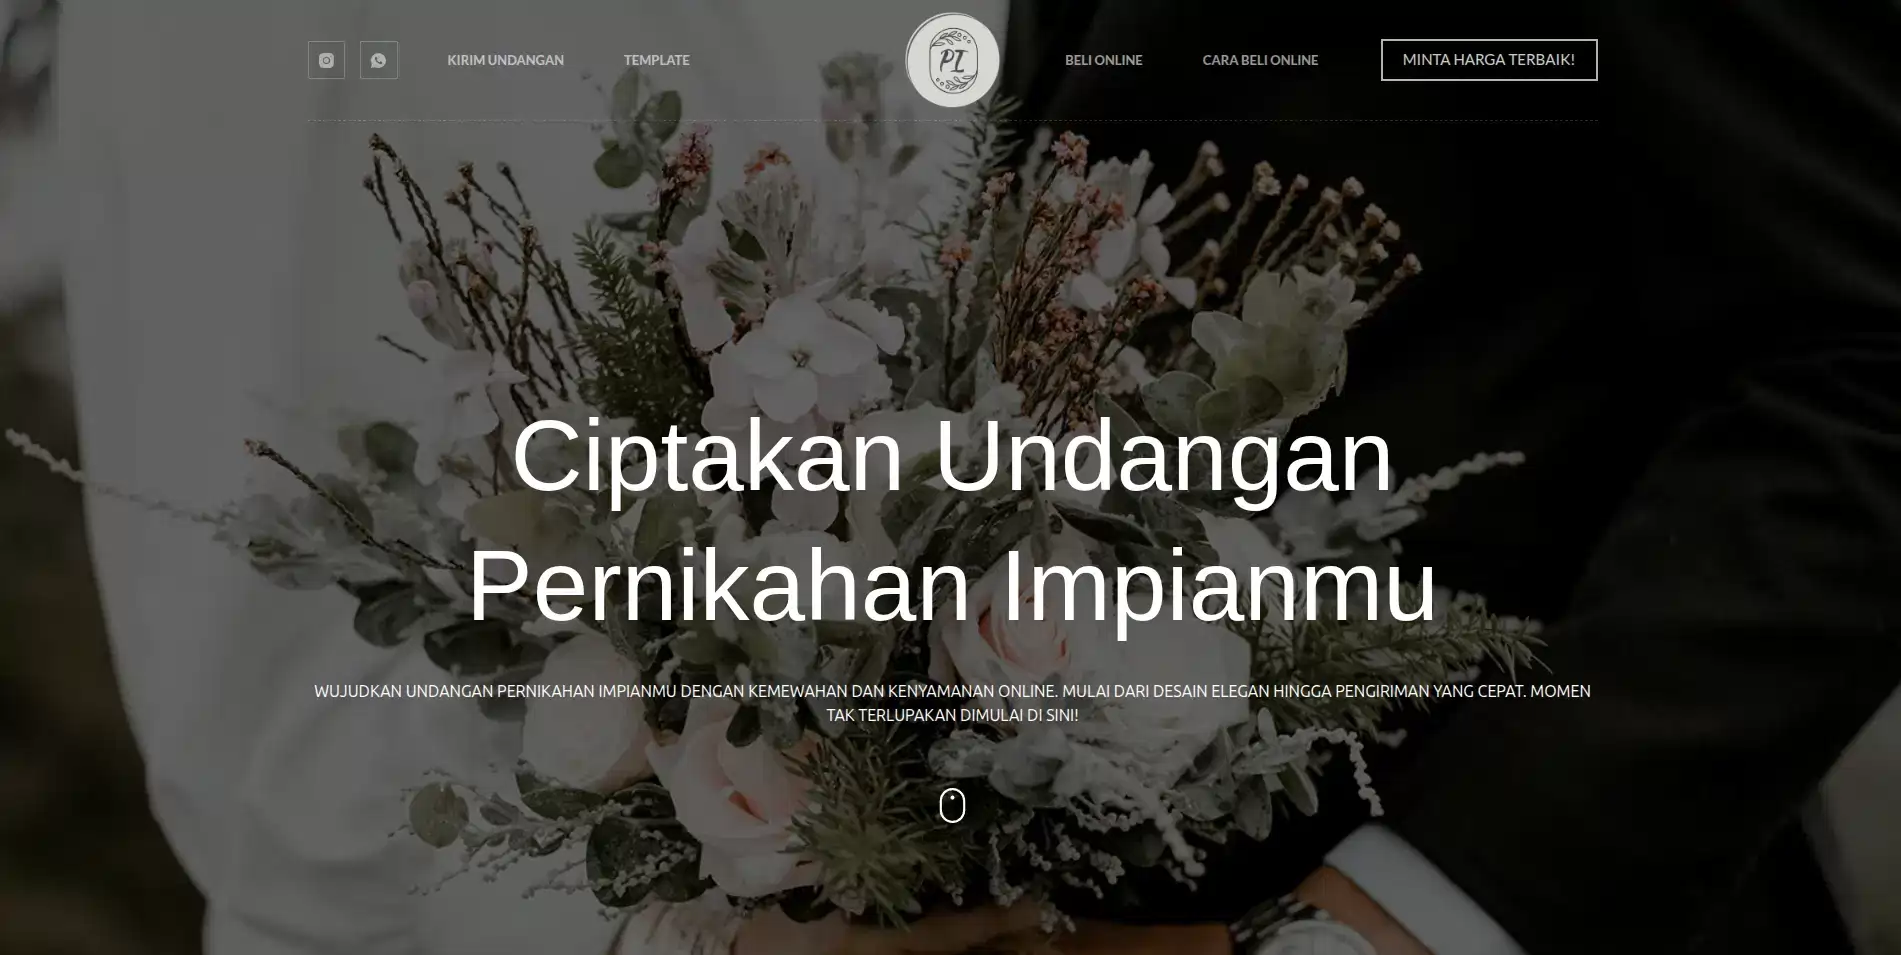 KIRIM UNDANGAN
TEMPLATE
PI
BELI ONLINE
CARA BELI ONLINE
MINTA HARGA TERBAIK!
Ciptakan Undangan
Pernikahan Impianmu
WUJUDKAN UNDANGAN PERNIKAHAN IMPIANMU DENGAN KEMEWAHAN DAN KENYAMANAN ONLINE. MULAI DARI DESAIN ELEGAN HINGGA PENGIRIMAN YANG CEPAT. MOMEN
TAK TERLUPAKAN DIMULAI DI SINI!